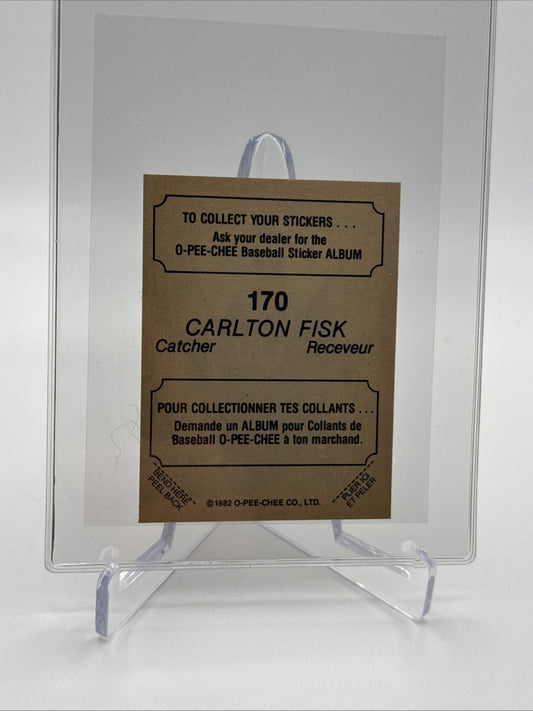 TO COLLECT YOUR STICKERS . . .
Ask your dealer for the
O-PEE-CHEE Baseball Sticker ALBUM
170
CARLTON FISK
Catcher Receveur
POUR COLLECTIONNER TES COLLANTS . . .
Demande un ALBUM pour Collants de
Baseball O-PEE-CHEE à ton marchand.
BEND HERE
PEEL BACK
PLIER ICI
ET PELER
©1982 O-PEE-CHEE CO., LTD.